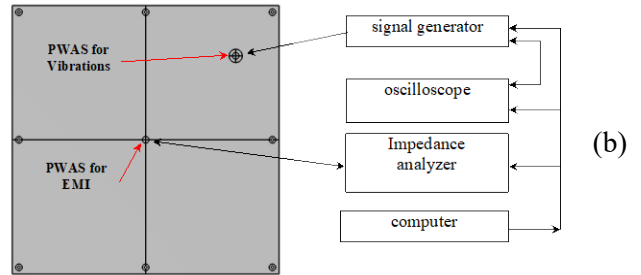 PWAS for
Vibrations
PWAS for
EMI
signal generator
oscilloscope
Impedance
analyzer
computer
(b)